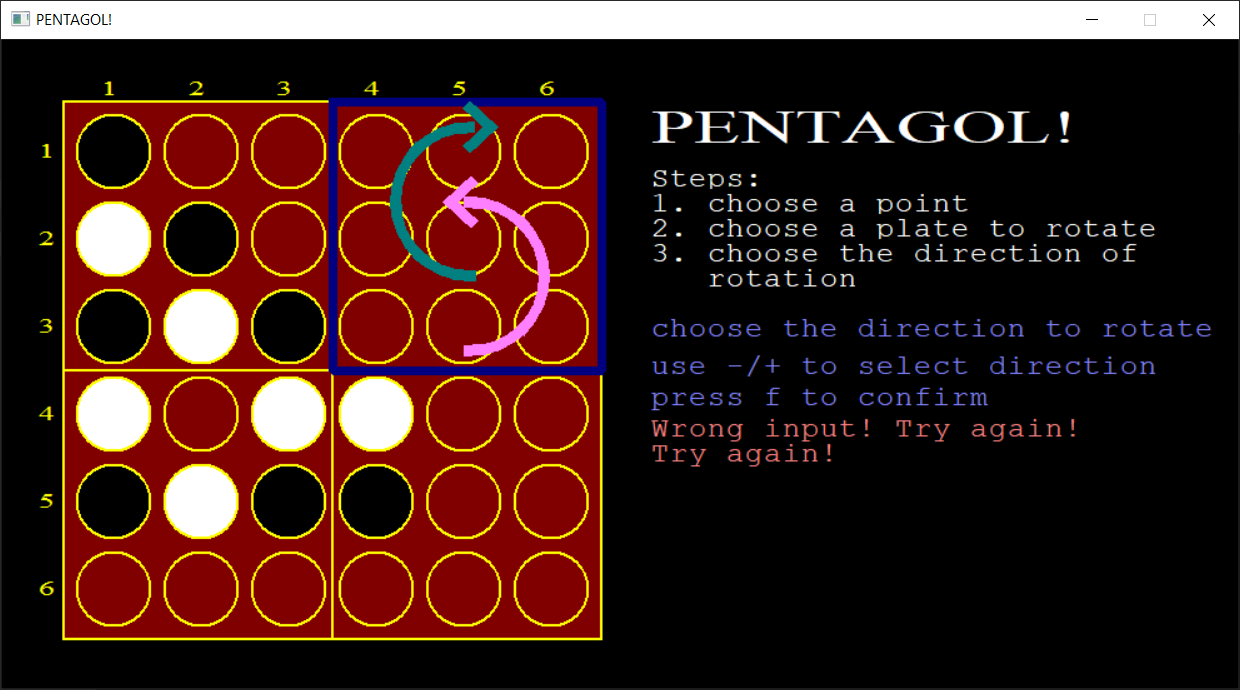 PENTAGOL!
1 2 3 4 5 6
1
2
3
4
5
6
PENTAGOL!
Steps:
1. choose a point
2. choose a plate to rotate
3. choose the direction of
rotation
choose the direction to rotate
use -/+ to select direction
press f to confirm
Wrong input! Try again!
Try again!